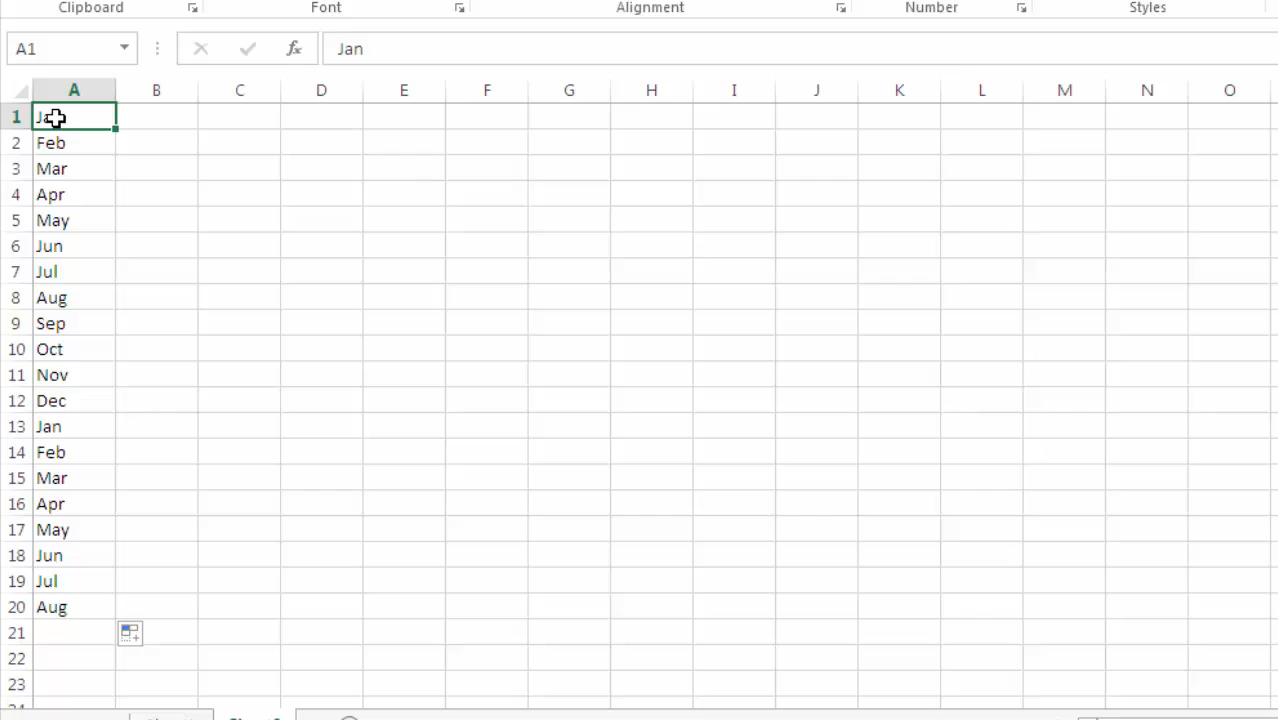 Clipboard Font Alignment Number Styles
A1 fx Jan
A B C D E F G H I J K L M N O
1
2 Feb
3 Mar
4 Apr
5 May
6 Jun
7 Jul
8 Aug
9 Sep
10 Oct
11 Nov
12 Dec
13 Jan
14 Feb
15 Mar
16 Apr
17 May
18 Jun
19 Jul
20 Aug
21
22
23